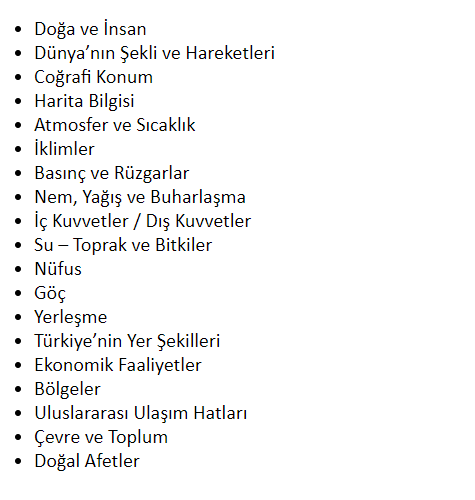 • Doğa ve İnsan
• Dünya’nın Şekli ve Hareketleri
• Coğrafi Konum
• Harita Bilgisi
• Atmosfer ve Sıcaklık
• İklimler
• Basınç ve Rüzgarlar
• Nem, Yağış ve Buharlaşma
• İç Kuvvetler / Dış Kuvvetler
• Su – Toprak ve Bitkiler
• Nüfus
• Göç
• Yerleşme
• Türkiye’nin Yer Şekilleri
• Ekonomik Faaliyetler
• Bölgeler
• Uluslararası Ulaşım Hatları
• Çevre ve Toplum
• Doğal Afetler